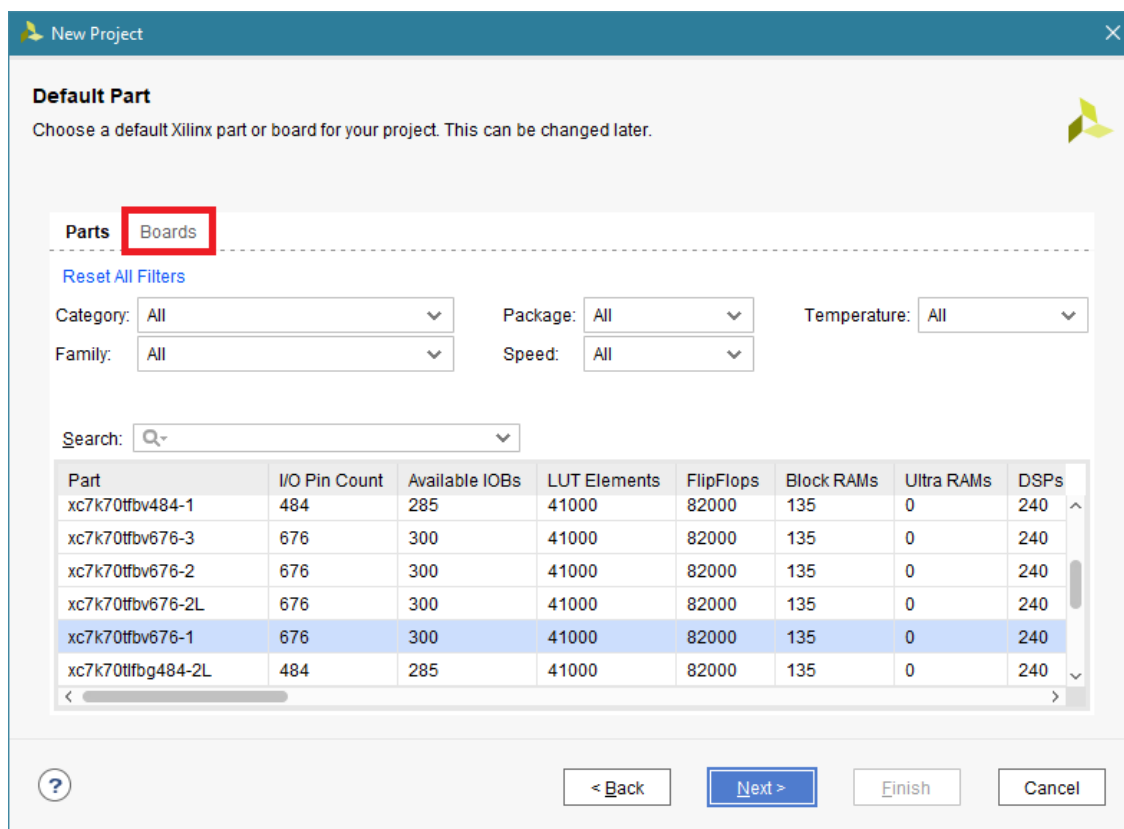 New Project
Default Part
Choose a default Xilinx part or board for your project. This can be changed later.
Parts Boards
Reset All Filters
Category: All Package: All Temperature: All
Family: All Speed: All
Search:
Part I/O Pin Count Available IOBs LUT Elements FlipFlops Block RAMs Ultra RAMs DSPs
xc7k70tfbv484-1 484 285 41000 82000 135 0 240
xc7k70tfbv676-3 676 300 41000 82000 135 0 240
xc7k70tfbv676-2 676 300 41000 82000 135 0 240
xc7k70tfbv676-2L 676 300 41000 82000 135 0 240
xc7k70tfbv676-1 676 300 41000 82000 135 0 240
xc7k70tlfbg484-2L 484 285 41000 82000 135 0 240
? < Back Next > Finish Cancel